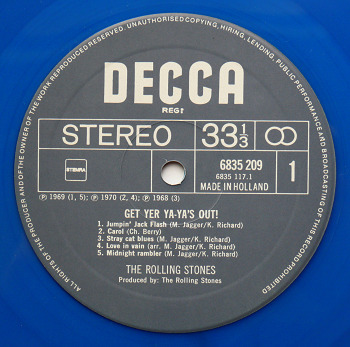 ALL RIGHTS OF THE PRODUCER AND OF THE OWNER OF THE WORK REPRODUCED RESERVED. UNAUTHORISED COPYING, HIRING, LENDING, PUBLIC PERFORMANCE AND BROADCASTING OF THIS RECORD PROHIBITED
DECCA
REGD
STEREO 33⅓ ∞
STEMRA
6835 209
6835 117.1
MADE IN HOLLAND
1
℗ 1969 (1, 5); ℗ 1970 (2, 4); ℗ 1968 (3)
GET YER YA-YA'S OUT!
1. Jumpin' Jack Flash (M. Jagger/K. Richard)
2. Carol (Ch. Berry)
3. Stray cat blues (M. Jagger/K. Richard)
4. Love in vain (arr. M. Jagger/K. Richard)
5. Midnight rambler (M. Jagger/K. Richard)
THE ROLLING STONES
Produced by: The Rolling Stones